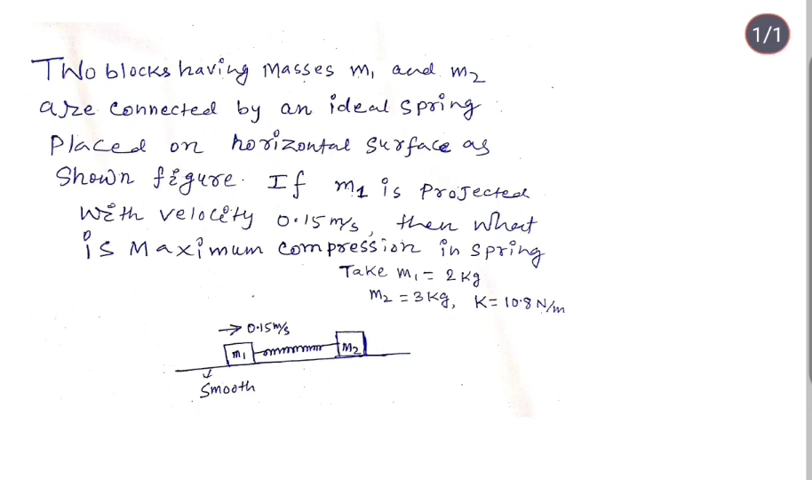 1/1
Two blocks having masses m1 and m2
are connected by an ideal spring
placed on horizontal surface as
shown figure. If m1 is projected
with velocity 0.15 m/s, then what
is maximum compression in spring
Take m1 = 2 kg
m2 = 3 kg, K = 10.8 N/m
→ 0.15 m/s
m1 M2
Smooth